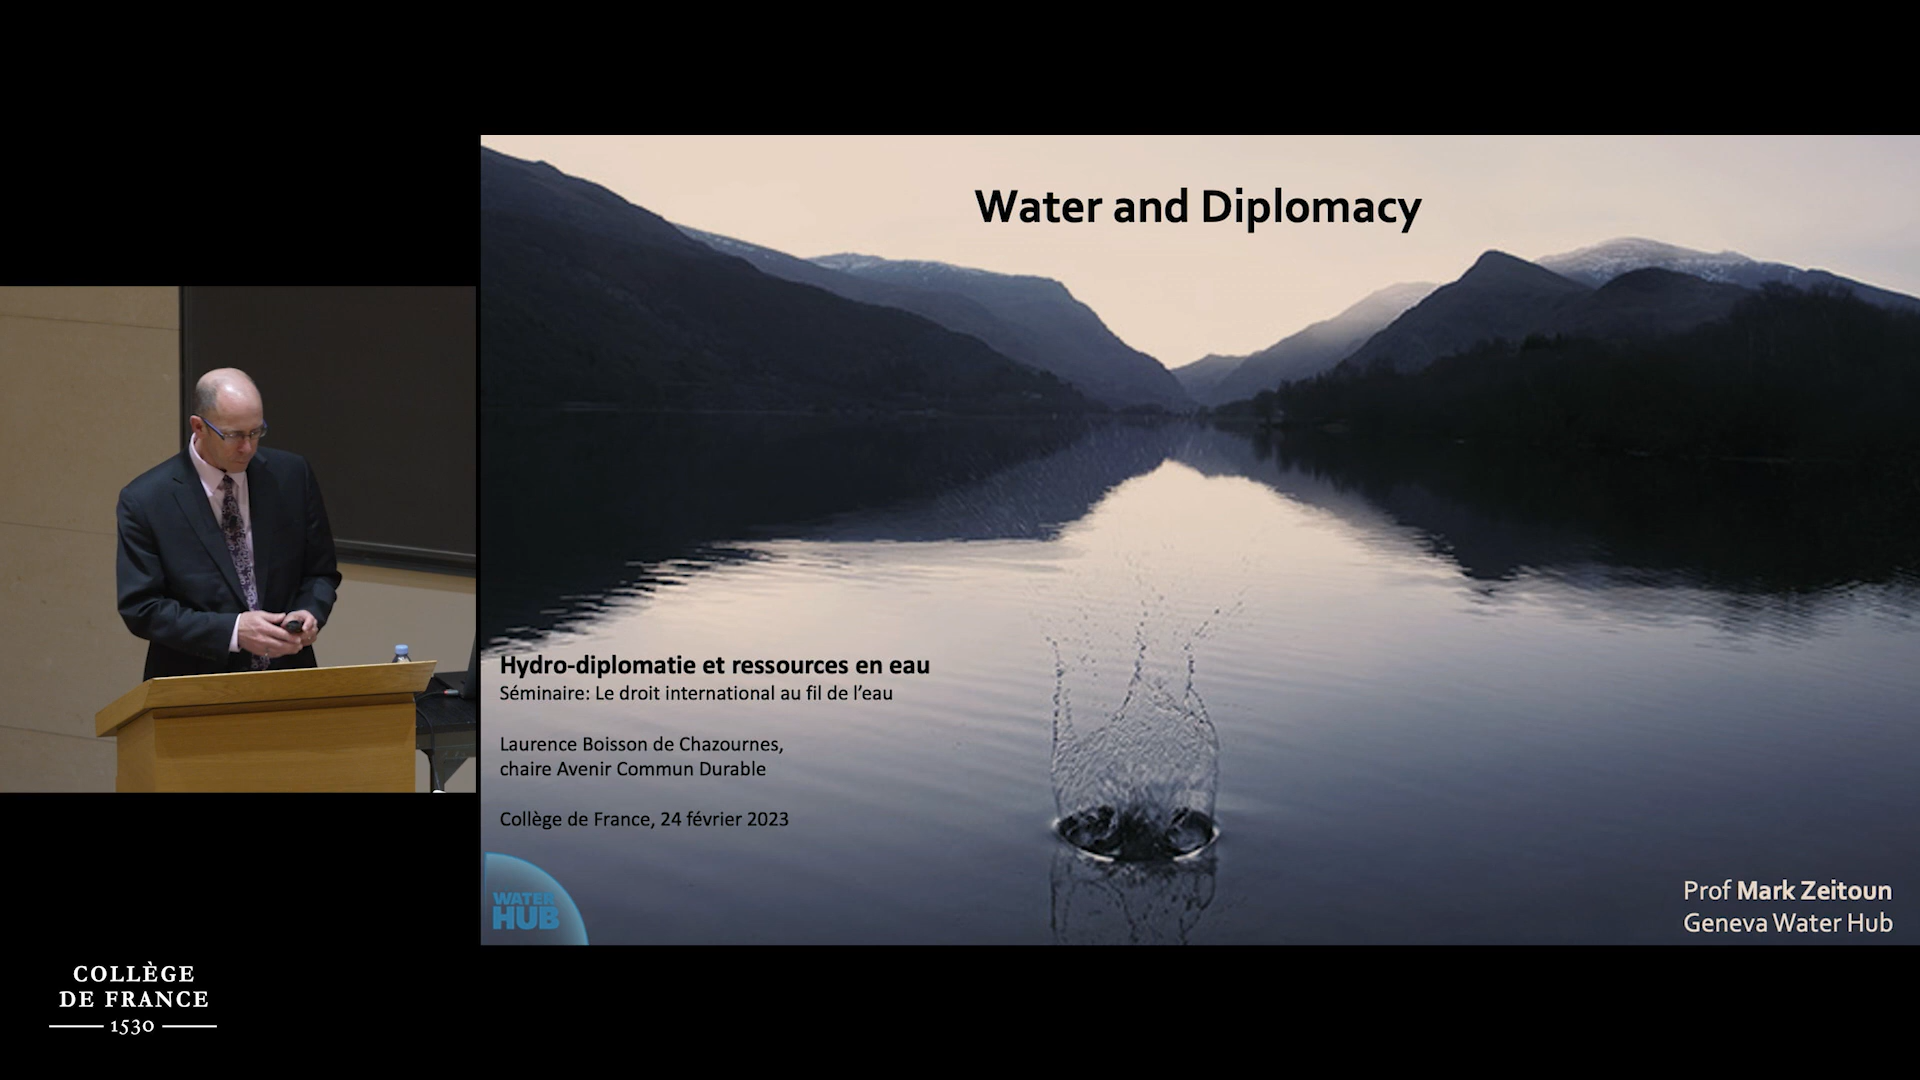 Water and Diplomacy
Hydro-diplomatie et ressources en eau
Séminaire: Le droit international au fil de l’eau
Laurence Boisson de Chazournes,
chaire Avenir Commun Durable
Collège de France, 24 février 2023
WATER
HUB
Prof Mark Zeitoun
Geneva Water Hub
COLLÈGE
DE FRANCE
1530